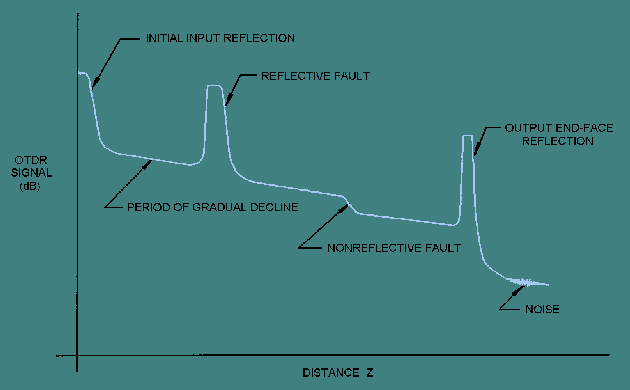 INITIAL INPUT REFLECTION
REFLECTIVE FAULT
OUTPUT END-FACE
REFLECTION
OTDR
SIGNAL
(dB)
PERIOD OF GRADUAL DECLINE
NONREFLECTIVE FAULT
NOISE
DISTANCE Z